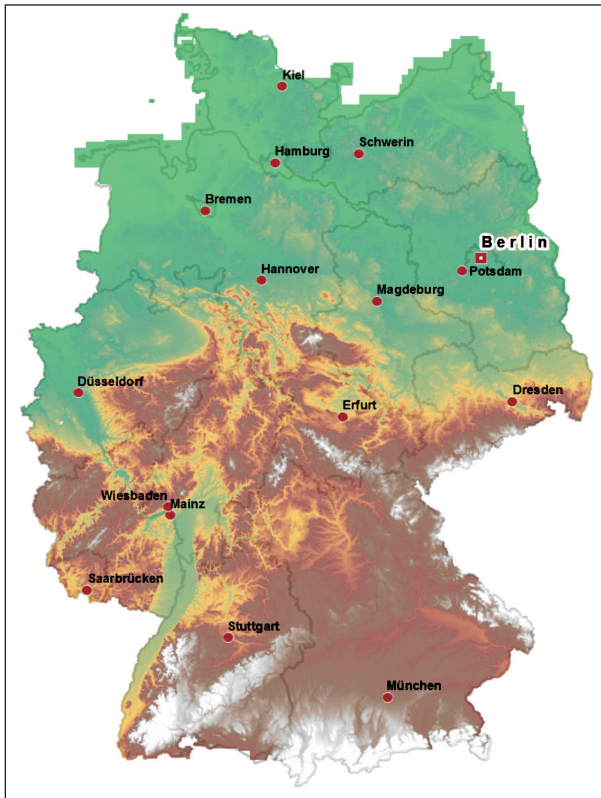 Kiel
Schwerin
Hamburg
Bremen
Berlin
Potsdam
Hannover
Magdeburg
Düsseldorf
Dresden
Erfurt
Wiesbaden
Mainz
Saarbrücken
Stuttgart
München